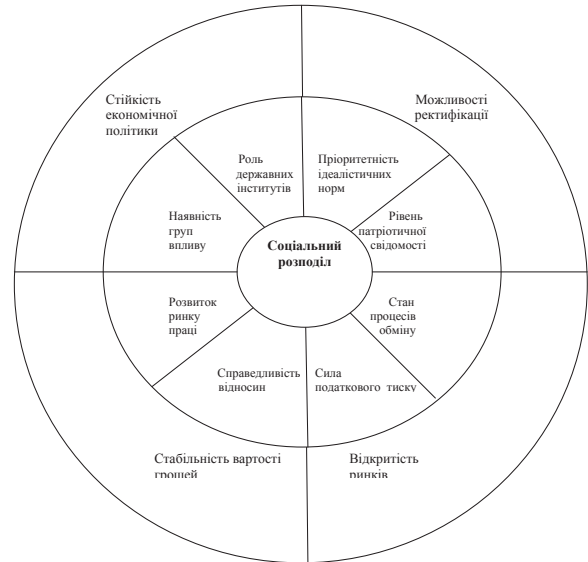 Стійкість
економічної
політики
Можливості
ректифікації
Роль
державних
інститутів
Пріоритетність
ідеалістичних
норм
Наявність
груп
впливу
Рівень
патріотичної
свідомості
Соціальний
розподіл
Розвиток
ринку
праці
Стан
процесів
обміну
Справедливість
відносин
Сила
податкового тиску
Стабільність вартості
грошей
Відкритість
ринків